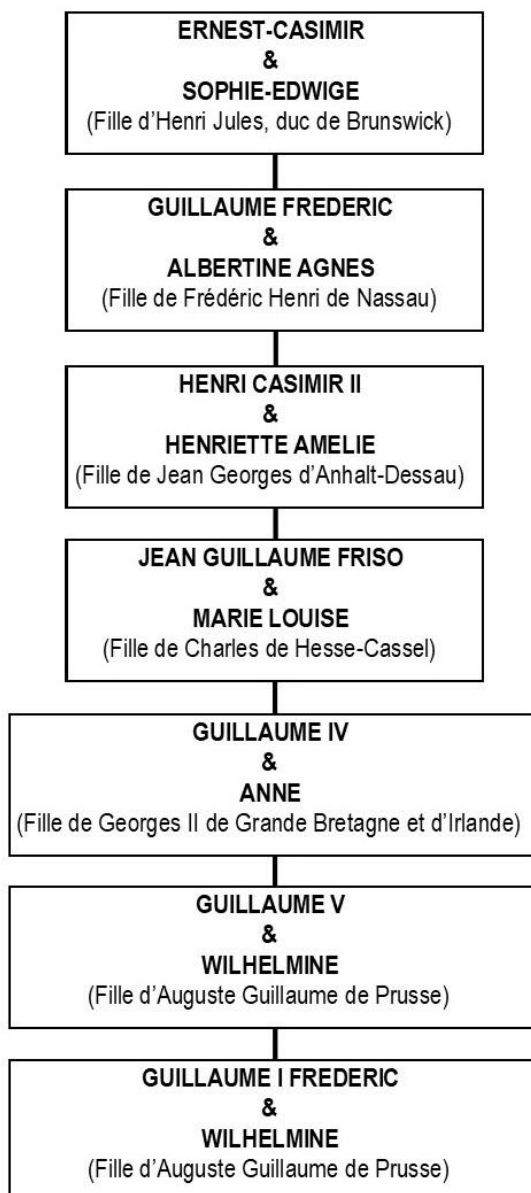 ERNEST-CASIMIR
&
SOPHIE-EDWIGE
(Fille d'Henri Jules, duc de Brunswick)
GUILLAUME FREDERIC
&
ALBERTINE AGNES
(Fille de Frédéric Henri de Nassau)
HENRI CASIMIR II
&
HENRIETTE AMELIE
(Fille de Jean Georges d'Anhalt-Dessau)
JEAN GUILLAUME FRISO
&
MARIE LOUISE
(Fille de Charles de Hesse-Cassel)
GUILLAUME IV
&
ANNE
(Fille de Georges II de Grande Bretagne et d'Irlande)
GUILLAUME V
&
WILHELMINE
(Fille d'Auguste Guillaume de Prusse)
GUILLAUME I FREDERIC
&
WILHELMINE
(Fille d'Auguste Guillaume de Prusse)